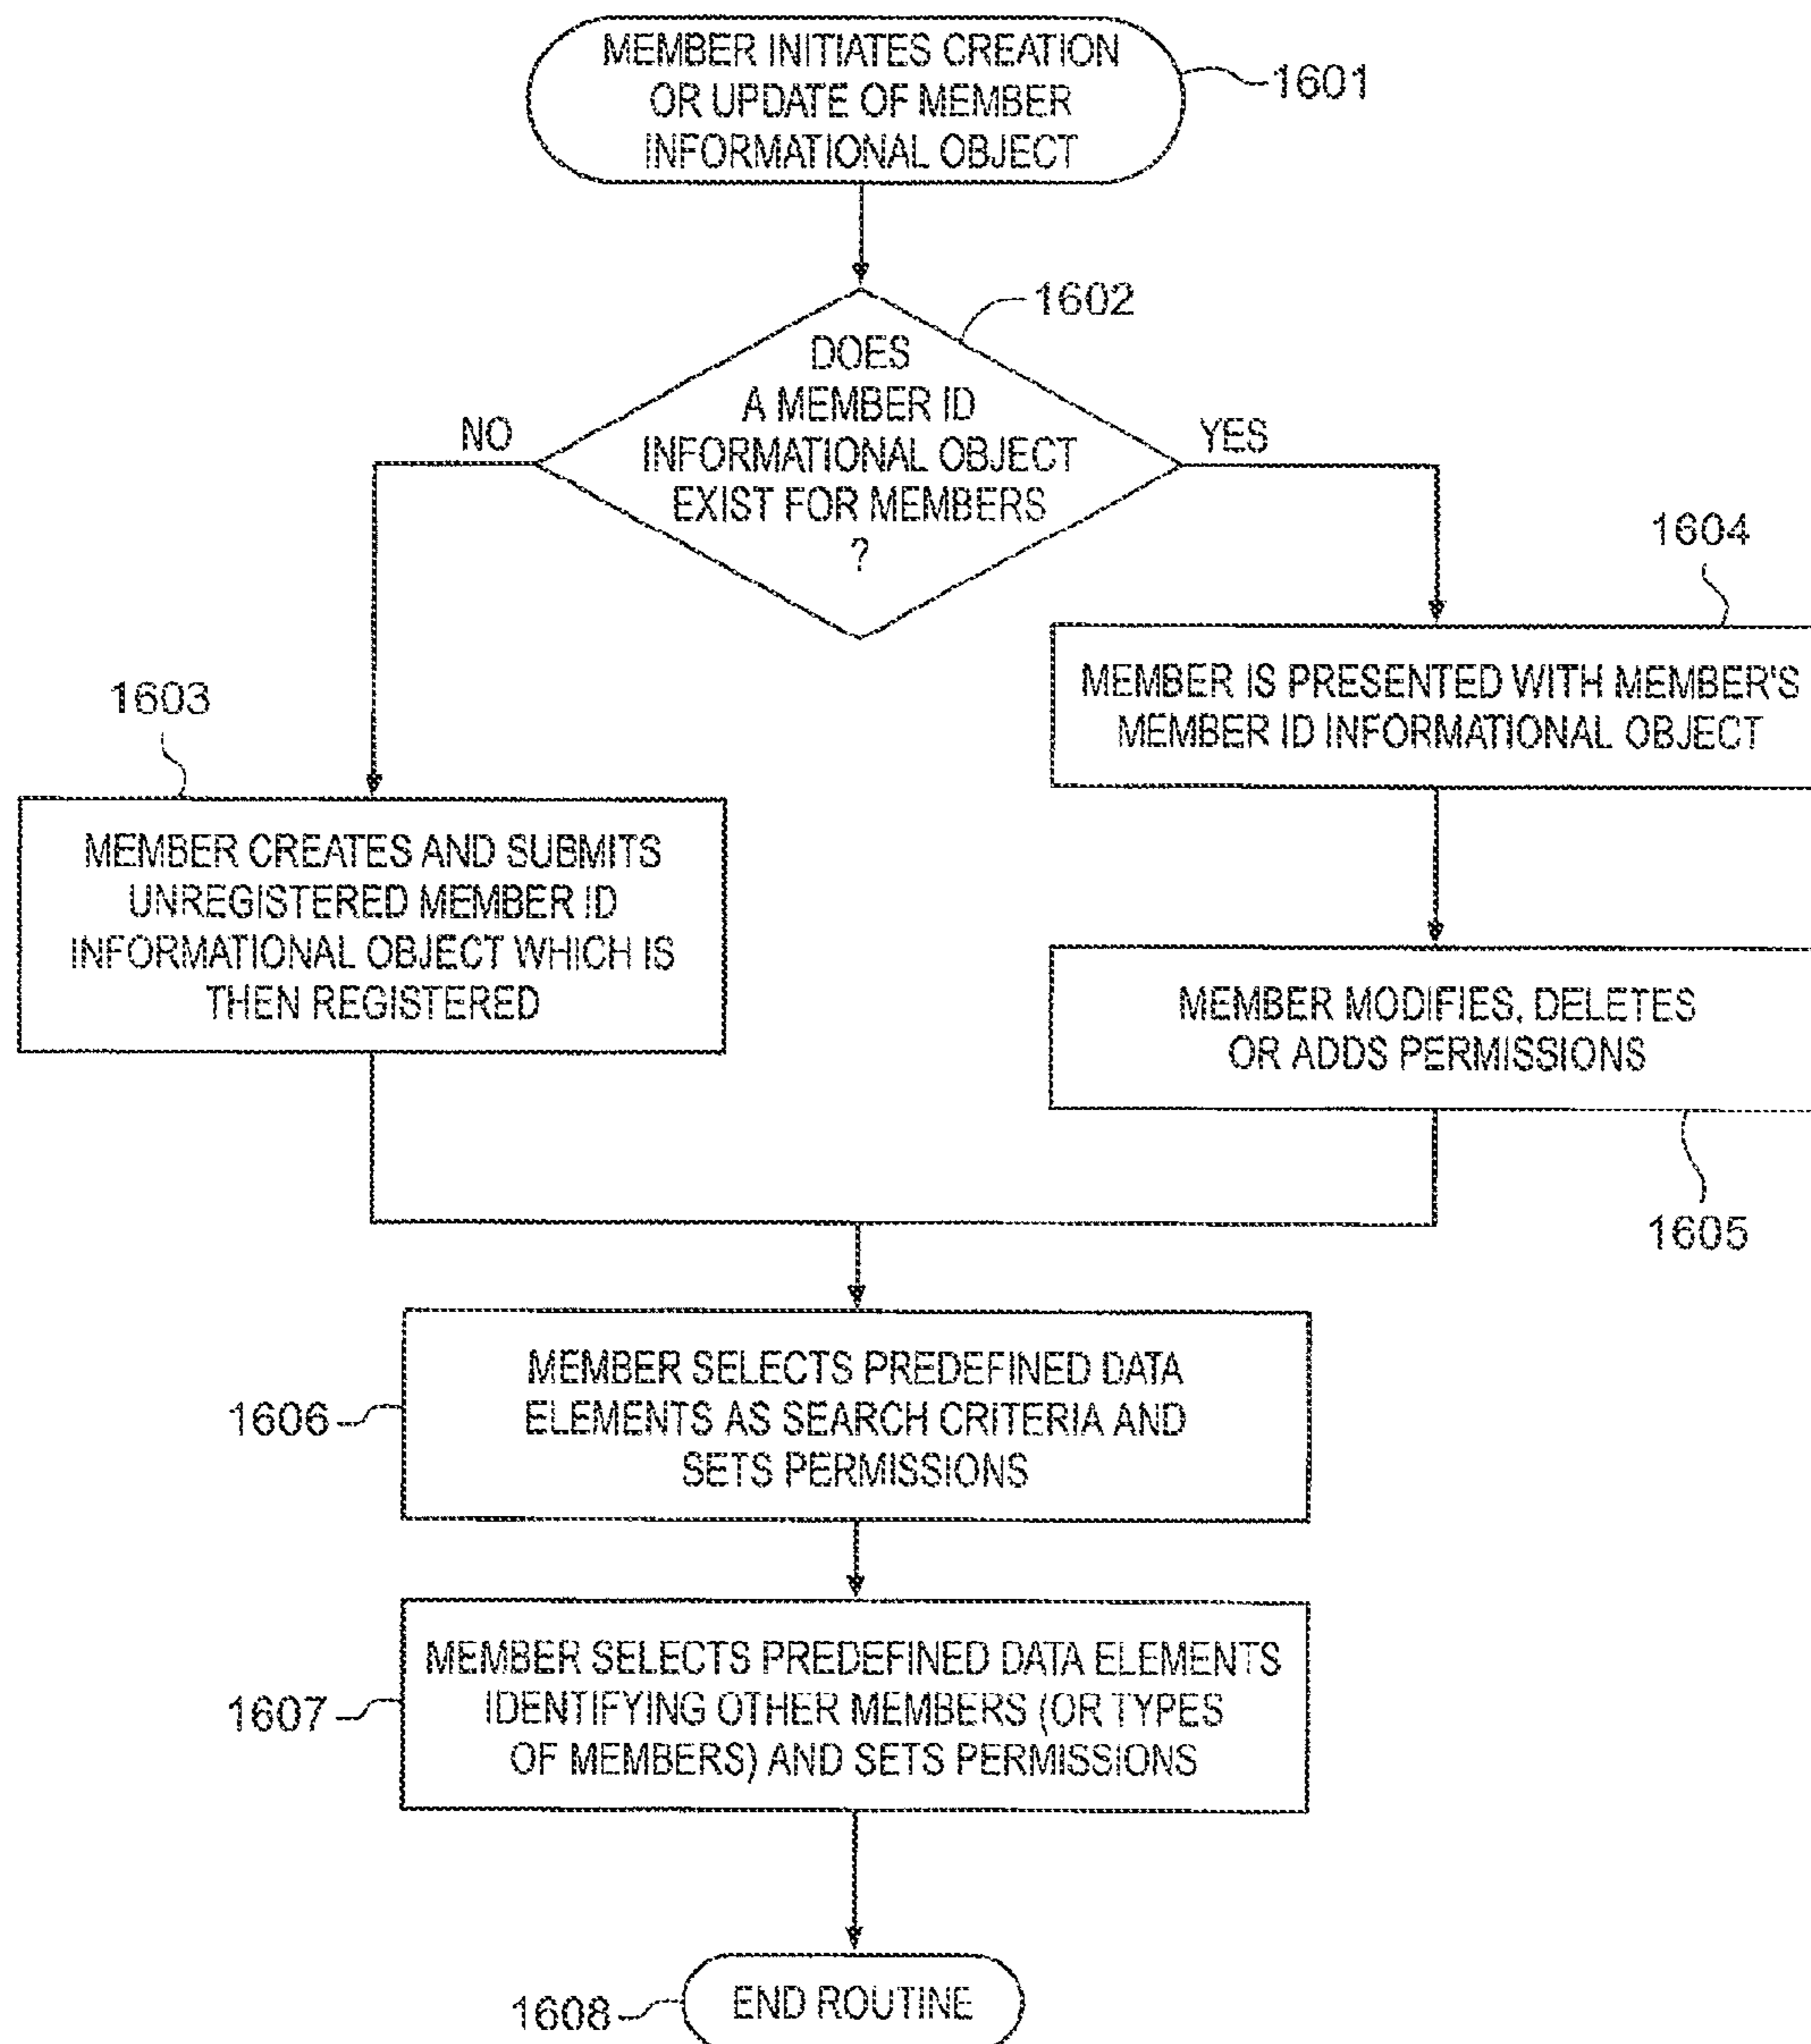 MEMBER INITIATES CREATION
OR UPDATE OF MEMBER
INFORMATIONAL OBJECT
1601
1602
DOES
A MEMBER ID
INFORMATIONAL OBJECT
EXIST FOR MEMBERS
?
NO
YES
1604
MEMBER IS PRESENTED WITH MEMBER'S
MEMBER ID INFORMATIONAL OBJECT
1603
MEMBER CREATES AND SUBMITS
UNREGISTERED MEMBER ID
INFORMATIONAL OBJECT WHICH IS
THEN REGISTERED
MEMBER MODIFIES, DELETES
OR ADDS PERMISSIONS
1605
MEMBER SELECTS PREDEFINED DATA
ELEMENTS AS SEARCH CRITERIA AND
SETS PERMISSIONS
1606
MEMBER SELECTS PREDEFINED DATA ELEMENTS
IDENTIFYING OTHER MEMBERS (OR TYPES
OF MEMBERS) AND SETS PERMISSIONS
1607
END ROUTINE
1608